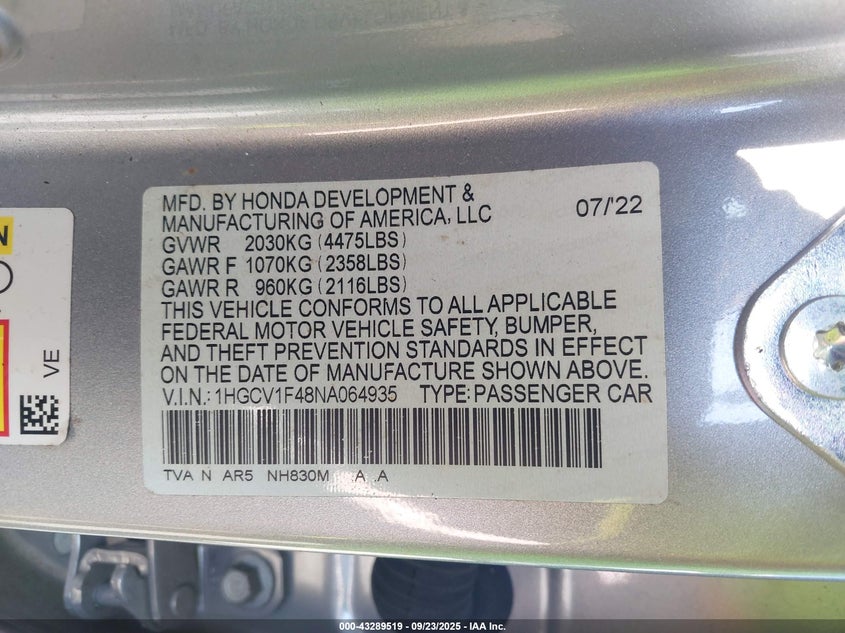 MFD. BY HONDA DEVELOPMENT &
MANUFACTURING OF AMERICA, LLC
07/'22
GVWR 2030KG (4475LBS)
GAWR F 1070KG (2358LBS)
GAWR R 960KG (2116LBS)
THIS VEHICLE CONFORMS TO ALL APPLICABLE
FEDERAL MOTOR VEHICLE SAFETY, BUMPER,
AND THEFT PREVENTION STANDARDS IN EFFECT
ON THE DATE OF MANUFACTURE SHOWN ABOVE.
V.I.N.: 1HGCV1F48NA064935 TYPE: PASSENGER CAR
TVA N AR5 NH830M .A .A
N
VE
000-43289519 - 09/23/2025 - IAA Inc.